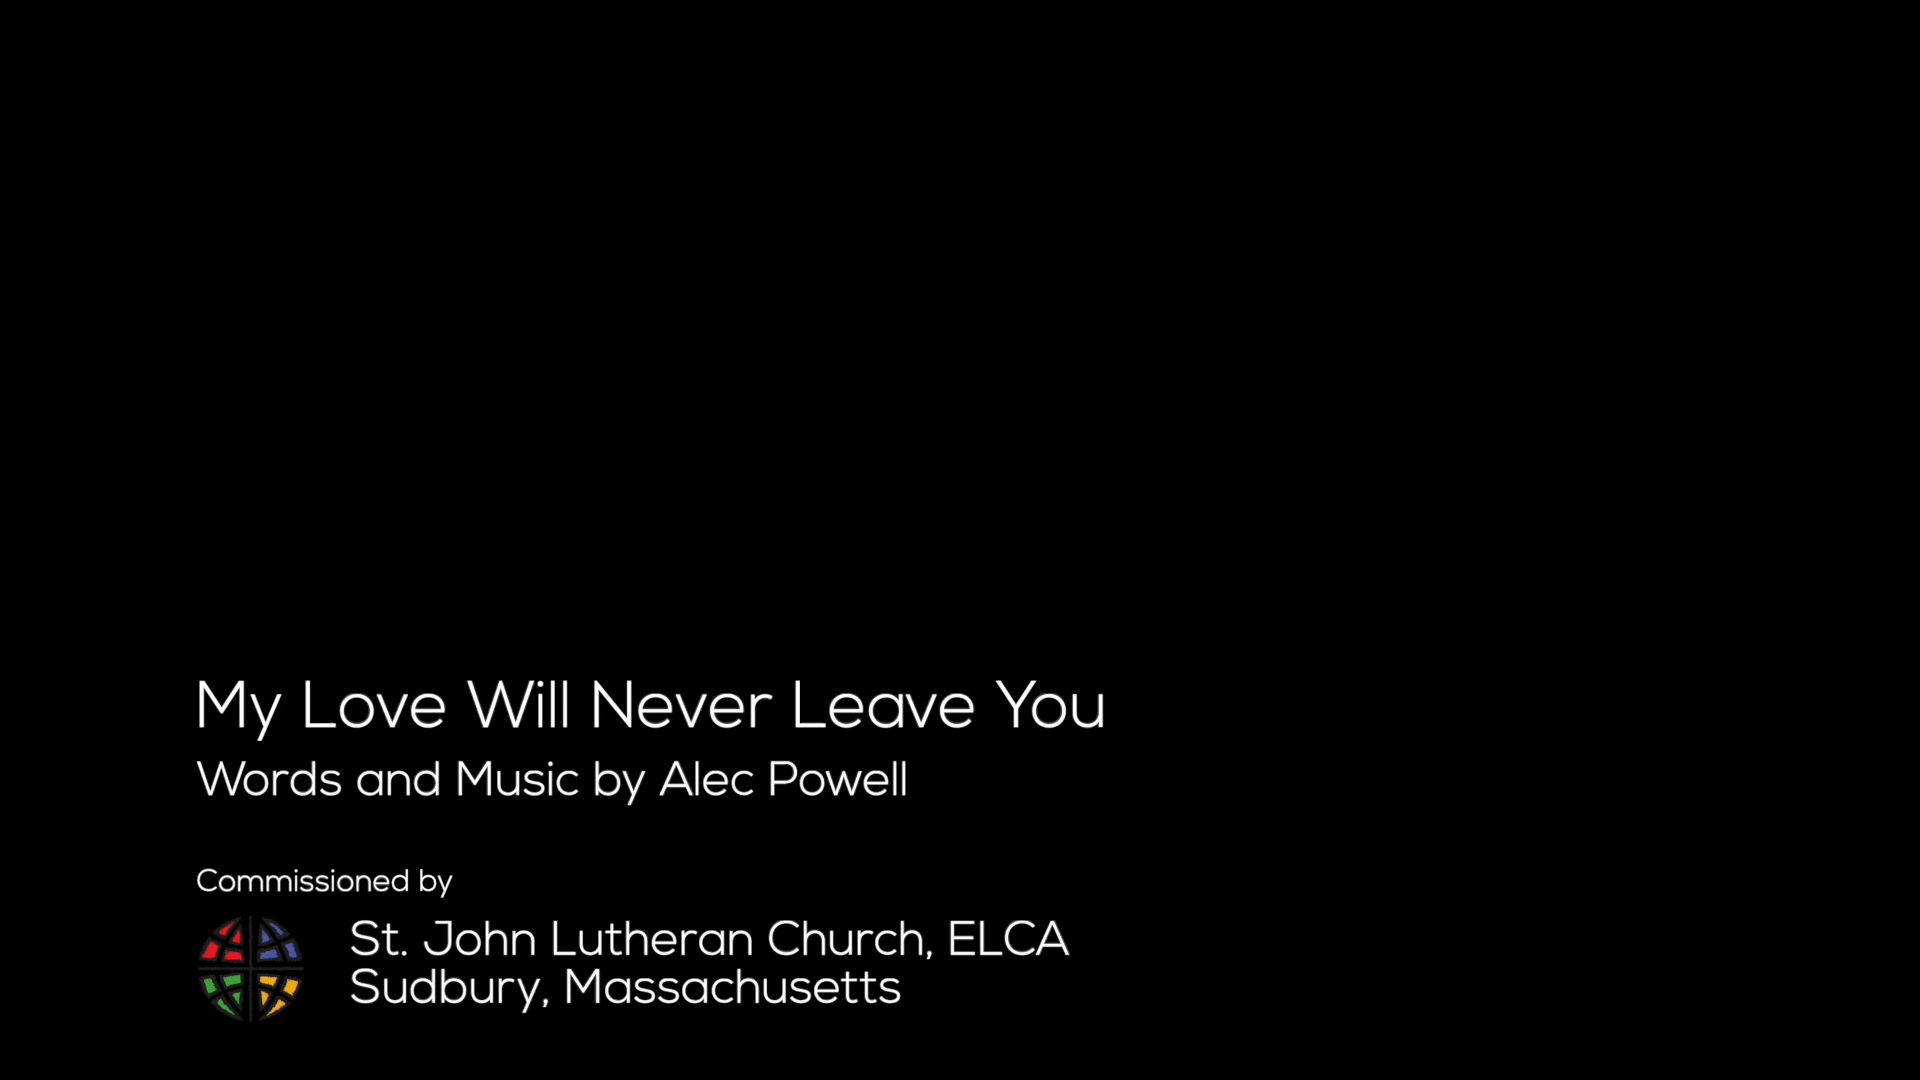 My Love Will Never Leave You
Words and Music by Alec Powell
Commissioned by
St. John Lutheran Church, ELCA
Sudbury, Massachusetts